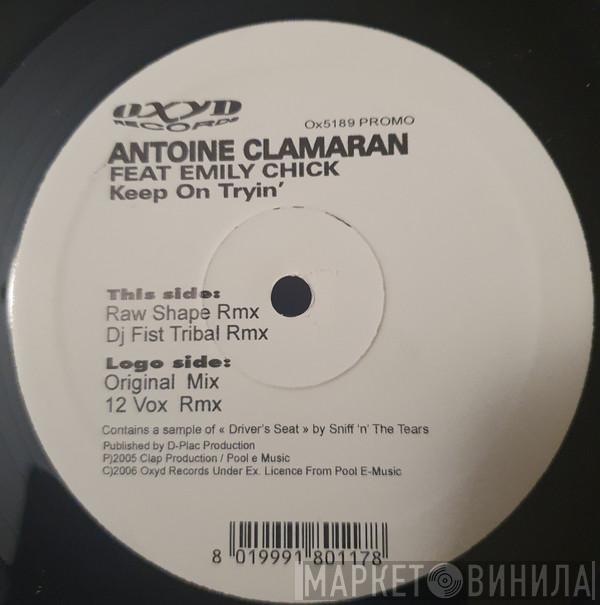 OXYD
RECORDS
Ox5189 PROMO
ANTOINE CLAMARAN
FEAT EMILY CHICK
Keep On Tryin'
This side:
Raw Shape Rmx
Dj Fist Tribal Rmx
Logo side:
Original Mix
12 Vox Rmx
Contains a sample of « Driver's Seat » by Sniff 'n' The Tears
Published by D-Plac Production
P)2005 Clap Production / Pool e Music
C)2006 Oxyd Records Under Ex. Licence From Pool E-Music
8 019991 801178
МАРКЕТ ВИНИЛА